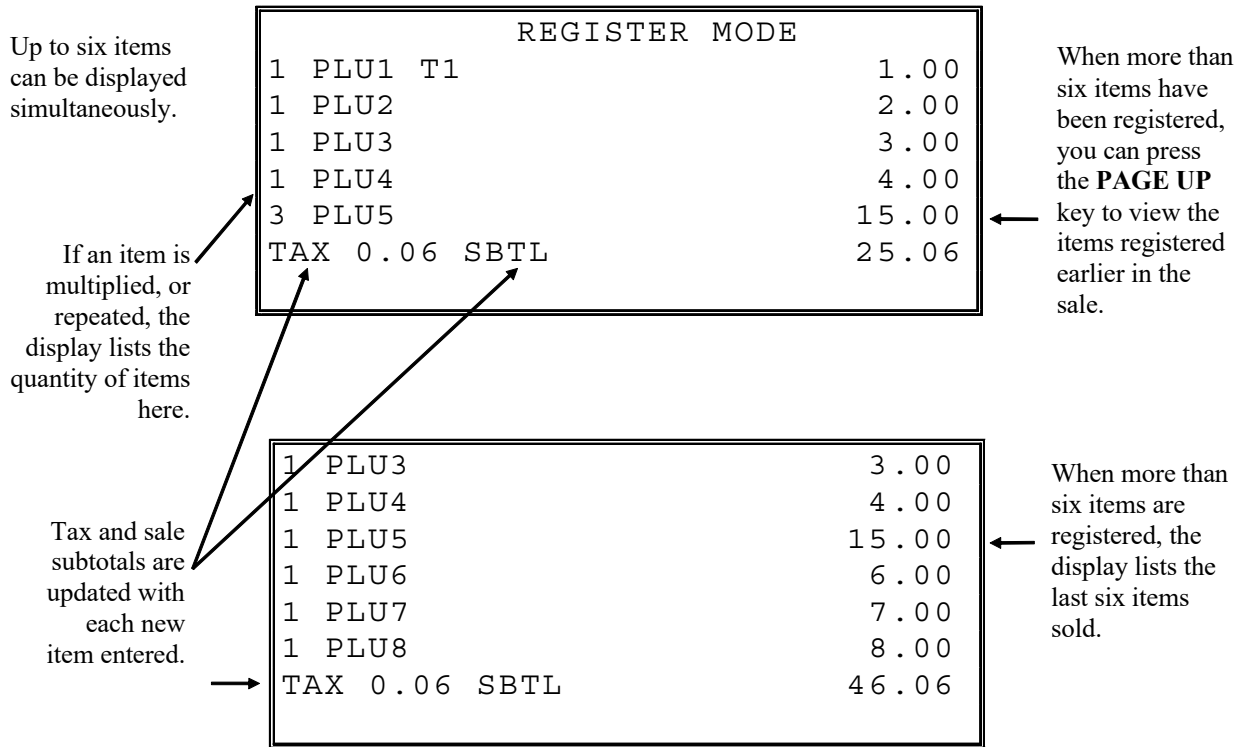 Up to six items
can be displayed
simultaneously.
REGISTER MODE
1 PLU1 T1 1.00
1 PLU2 2.00
1 PLU3 3.00
1 PLU4 4.00
3 PLU5 15.00
TAX 0.06 SBTL 25.06
When more than
six items have
been registered,
you can press
the PAGE UP
key to view the
items registered
earlier in the
sale.
If an item is
multiplied, or
repeated, the
display lists the
quantity of items
here.
Tax and sale
subtotals are
updated with
each new
item entered.
1 PLU3 3.00
1 PLU4 4.00
1 PLU5 15.00
1 PLU6 6.00
1 PLU7 7.00
1 PLU8 8.00
TAX 0.06 SBTL 46.06
When more than
six items are
registered, the
display lists the
last six items
sold.